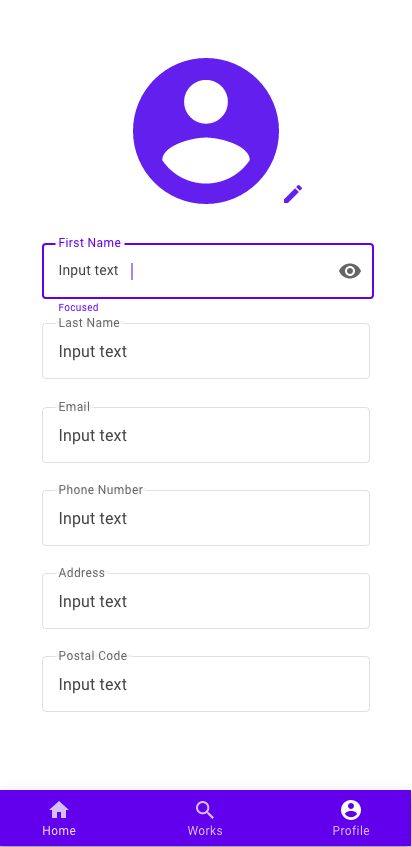 First Name
Input text
Focused
Last Name
Input text
Email
Input text
Phone Number
Input text
Address
Input text
Postal Code
Input text
Home Works Profile